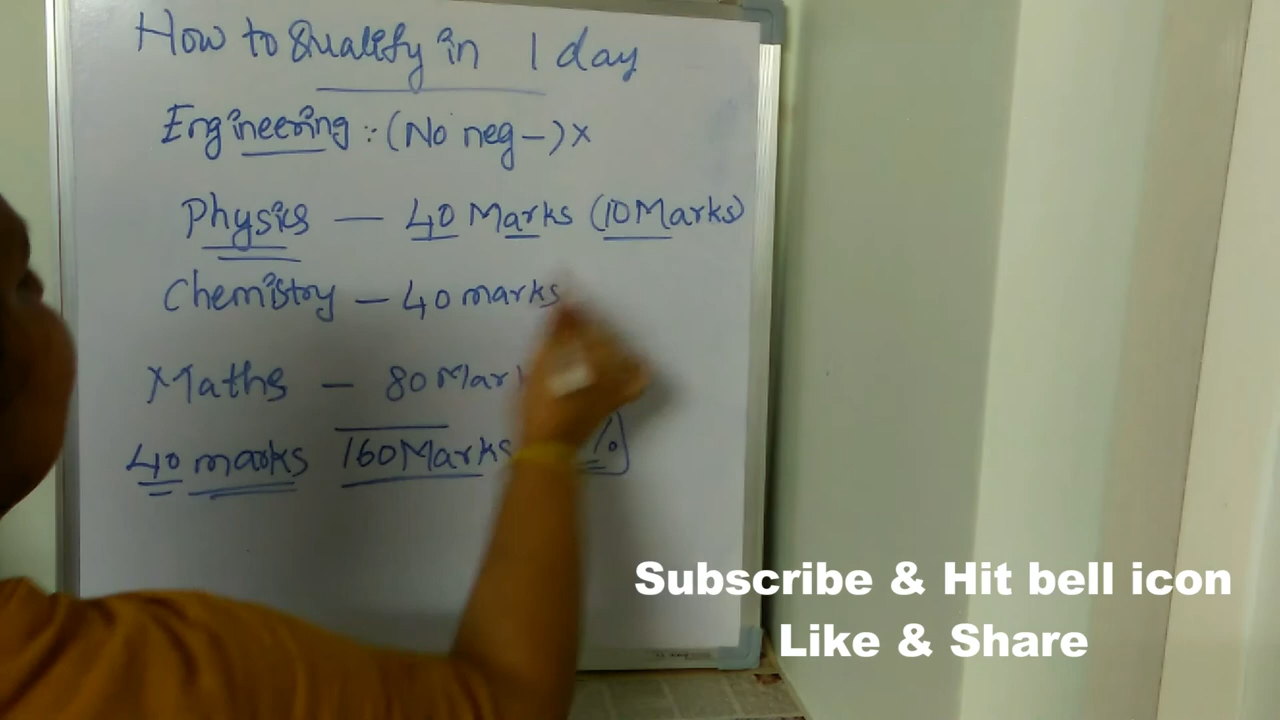 How to Qualify in 1 day
Engineering : (No neg-) x
Physics — 40 Marks (10 Marks)
Chemistry — 40 marks
Maths — 80
40 marks 160 Marks %
Subscribe & Hit bell icon
Like & Share